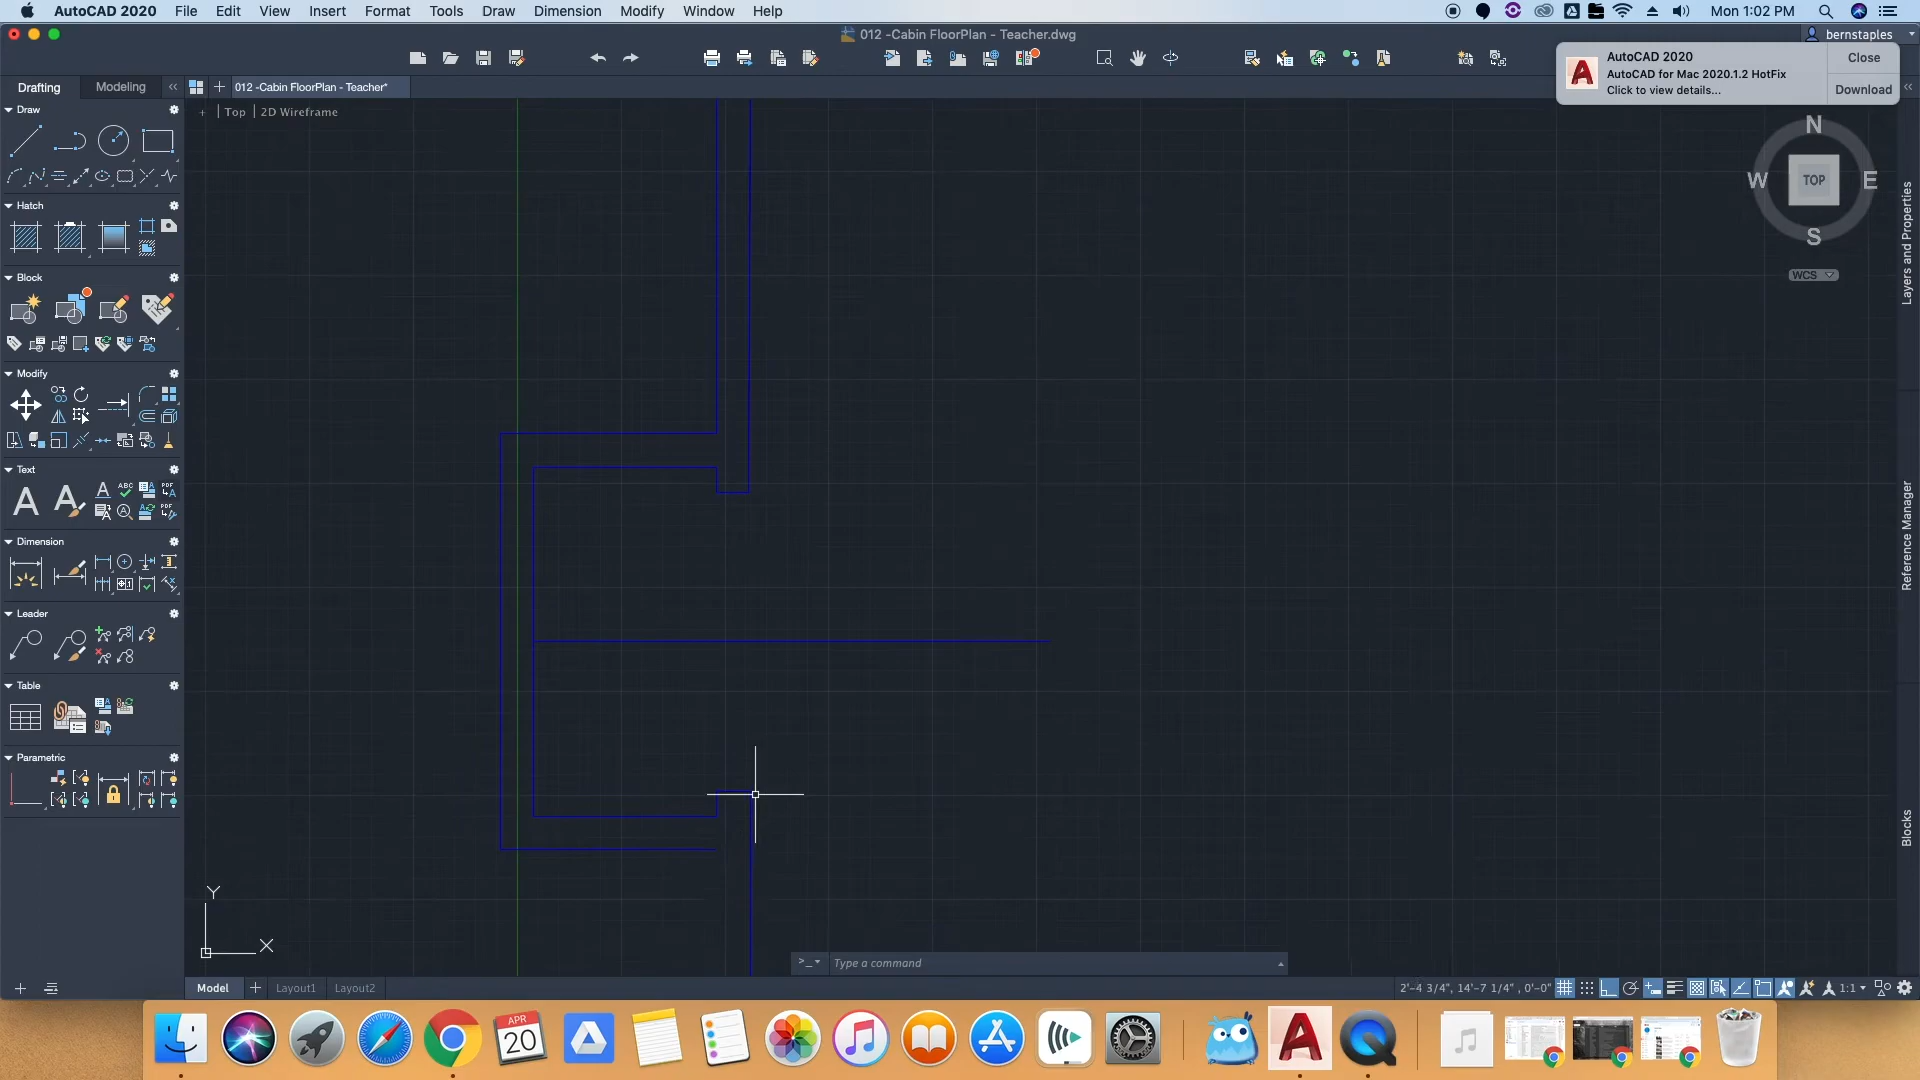 AutoCAD 2020 File Edit View Insert Format Tools Draw Dimension Modify Window Help
Mon 1:02 PM
012 -Cabin FloorPlan - Teacher.dwg
bernstaples
AutoCAD 2020
AutoCAD for Mac 2020.1.2 HotFix
Click to view details...
Close
Download
Drafting Modeling
012 -Cabin FloorPlan - Teacher*
+ | Top | 2D Wireframe
Draw
Hatch
Block
Modify
Text
A A A ABC PDF
A PDF
Dimension
Leader
Table
Parametric
N
W TOP E
S
WCS
Layers and Properties
Reference Manager
Blocks
Y
X
>_ Type a command
Model Layout1 Layout2
2'-4 3/4", 14'-7 1/4" , 0'-0"
1:1
APR
20
A